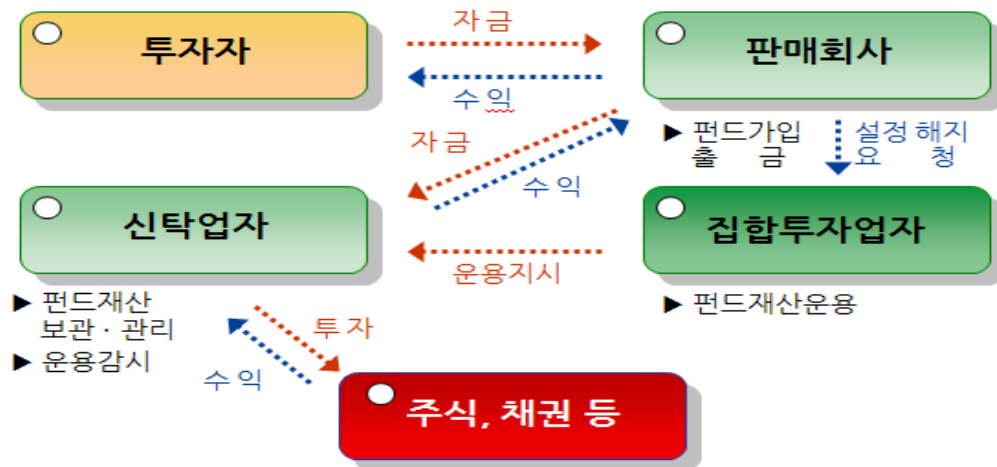 투자자
자 금
판매회사
수 익
▶ 펀드가입
출 금
설정 해지
요 청
자 금
수 익
신탁업자
집합투자업자
운용지시
▶ 펀드재산
보관 · 관리
▶ 운용감시
▶ 펀드재산운용
투 자
수 익
주식, 채권 등